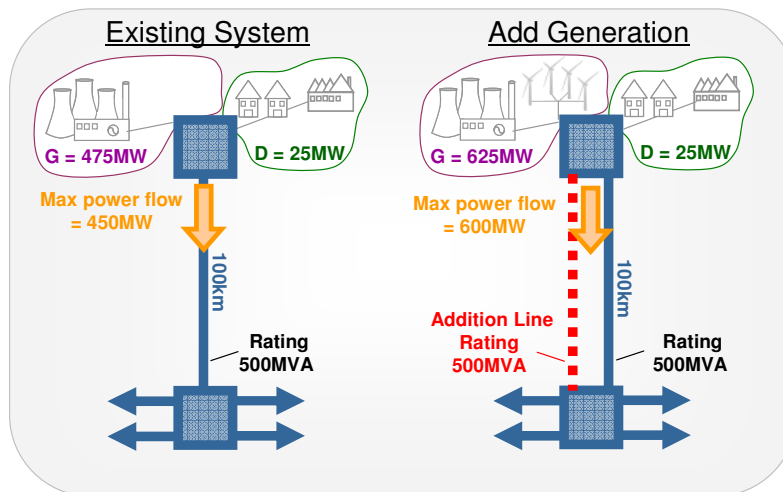 Existing System
G = 475MW
D = 25MW
Max power flow
= 450MW
100km
Rating
500MVA
Add Generation
G = 625MW
D = 25MW
Max power flow
= 600MW
100km
Addition Line
Rating
500MVA
Rating
500MVA